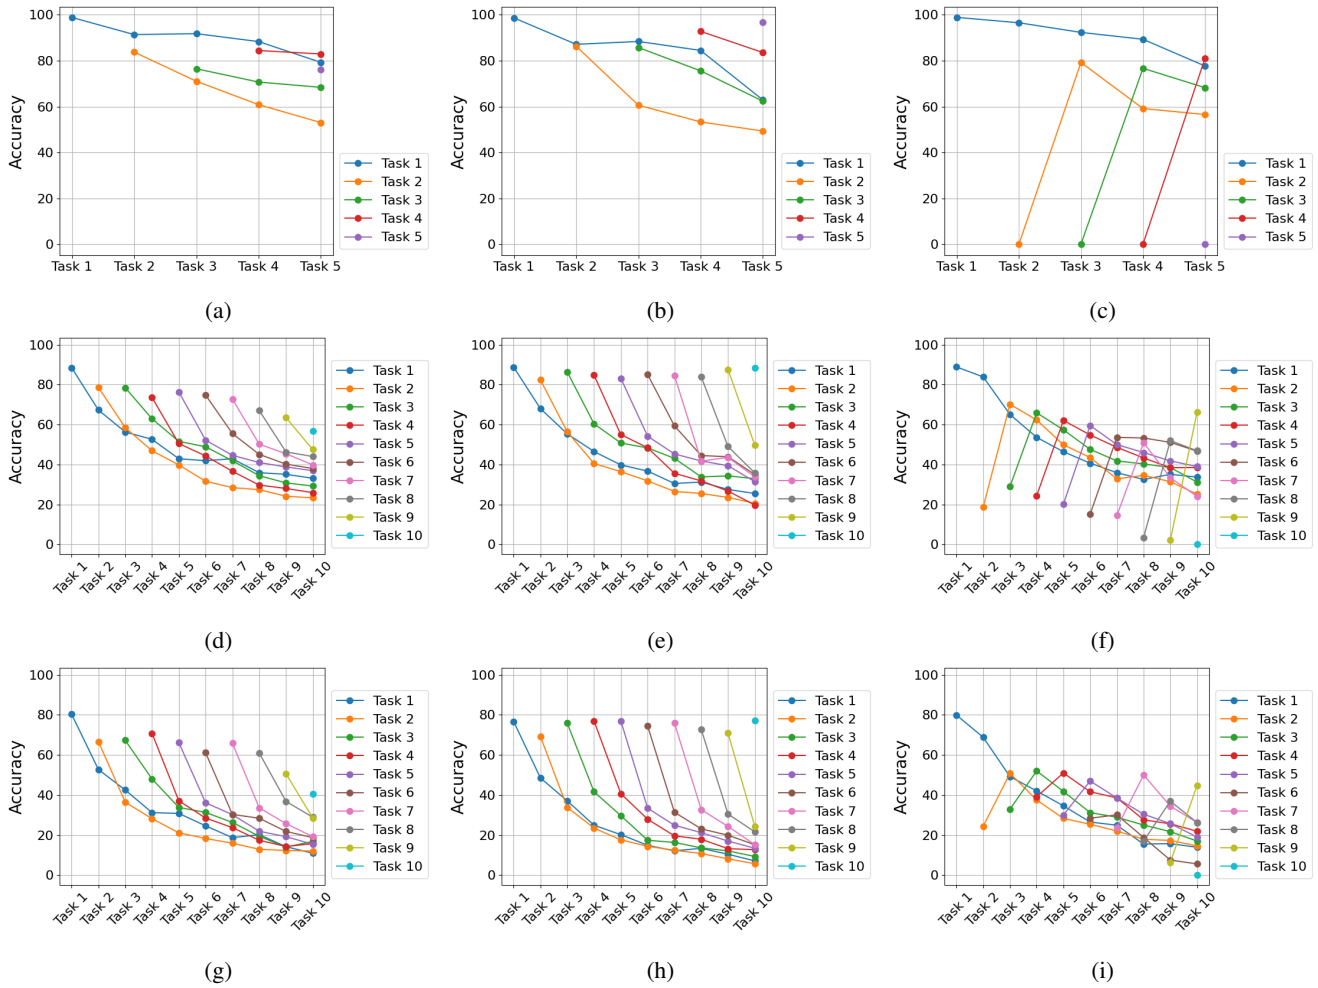 100
80
60
40
20
0
Accuracy
Task 1
Task 2
Task 3
Task 4
Task 5
Task 1
Task 2
Task 3
Task 4
Task 5
(a)
100
80
60
40
20
0
Accuracy
Task 1
Task 2
Task 3
Task 4
Task 5
Task 1
Task 2
Task 3
Task 4
Task 5
(b)
100
80
60
40
20
0
Accuracy
Task 1
Task 2
Task 3
Task 4
Task 5
Task 1
Task 2
Task 3
Task 4
Task 5
(c)
100
80
60
40
20
0
Accuracy
Task 1
Task 2
Task 3
Task 4
Task 5
Task 6
Task 7
Task 8
Task 9
Task 10
Task 1
Task 2
Task 3
Task 4
Task 5
Task 6
Task 7
Task 8
Task 9
Task 10
(d)
100
80
60
40
20
0
Accuracy
Task 1
Task 2
Task 3
Task 4
Task 5
Task 6
Task 7
Task 8
Task 9
Task 10
Task 1
Task 2
Task 3
Task 4
Task 5
Task 6
Task 7
Task 8
Task 9
Task 10
(e)
100
80
60
40
20
0
Accuracy
Task 1
Task 2
Task 3
Task 4
Task 5
Task 6
Task 7
Task 8
Task 9
Task 10
Task 1
Task 2
Task 3
Task 4
Task 5
Task 6
Task 7
Task 8
Task 9
Task 10
(f)
100
80
60
40
20
0
Accuracy
Task 1
Task 2
Task 3
Task 4
Task 5
Task 6
Task 7
Task 8
Task 9
Task 10
Task 1
Task 2
Task 3
Task 4
Task 5
Task 6
Task 7
Task 8
Task 9
Task 10
(g)
100
80
60
40
20
0
Accuracy
Task 1
Task 2
Task 3
Task 4
Task 5
Task 6
Task 7
Task 8
Task 9
Task 10
Task 1
Task 2
Task 3
Task 4
Task 5
Task 6
Task 7
Task 8
Task 9
Task 10
(h)
100
80
60
40
20
0
Accuracy
Task 1
Task 2
Task 3
Task 4
Task 5
Task 6
Task 7
Task 8
Task 9
Task 10
Task 1
Task 2
Task 3
Task 4
Task 5
Task 6
Task 7
Task 8
Task 9
Task 10
(i)